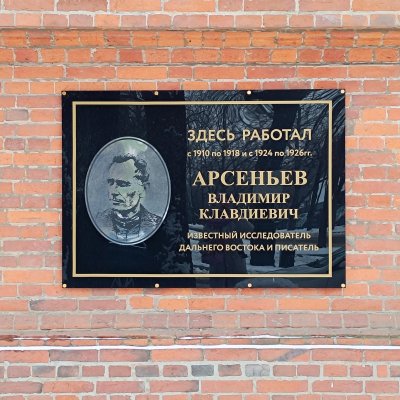 ЗДЕСЬ РАБОТАЛ
с 1910 по 1918 и с 1924 по 1926гг.
АРСЕНЬЕВ
ВЛАДИМИР
КЛАВДИЕВИЧ
ИЗВЕСТНЫЙ ИССЛЕДОВАТЕЛЬ
ДАЛЬНЕГО ВОСТОКА И ПИСАТЕЛЬ